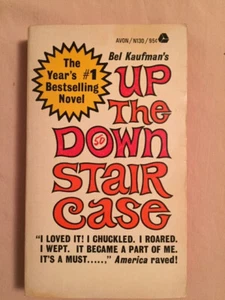 AVON/N130/95¢
Bel Kaufman's
The
Year's #1
Bestselling
Novel
UP
THE
DOWN
STAIR
CASE
"I LOVED IT! I CHUCKLED. I ROARED.
I WEPT. IT BECAME A PART OF ME.
IT'S A MUST.....," America raved!